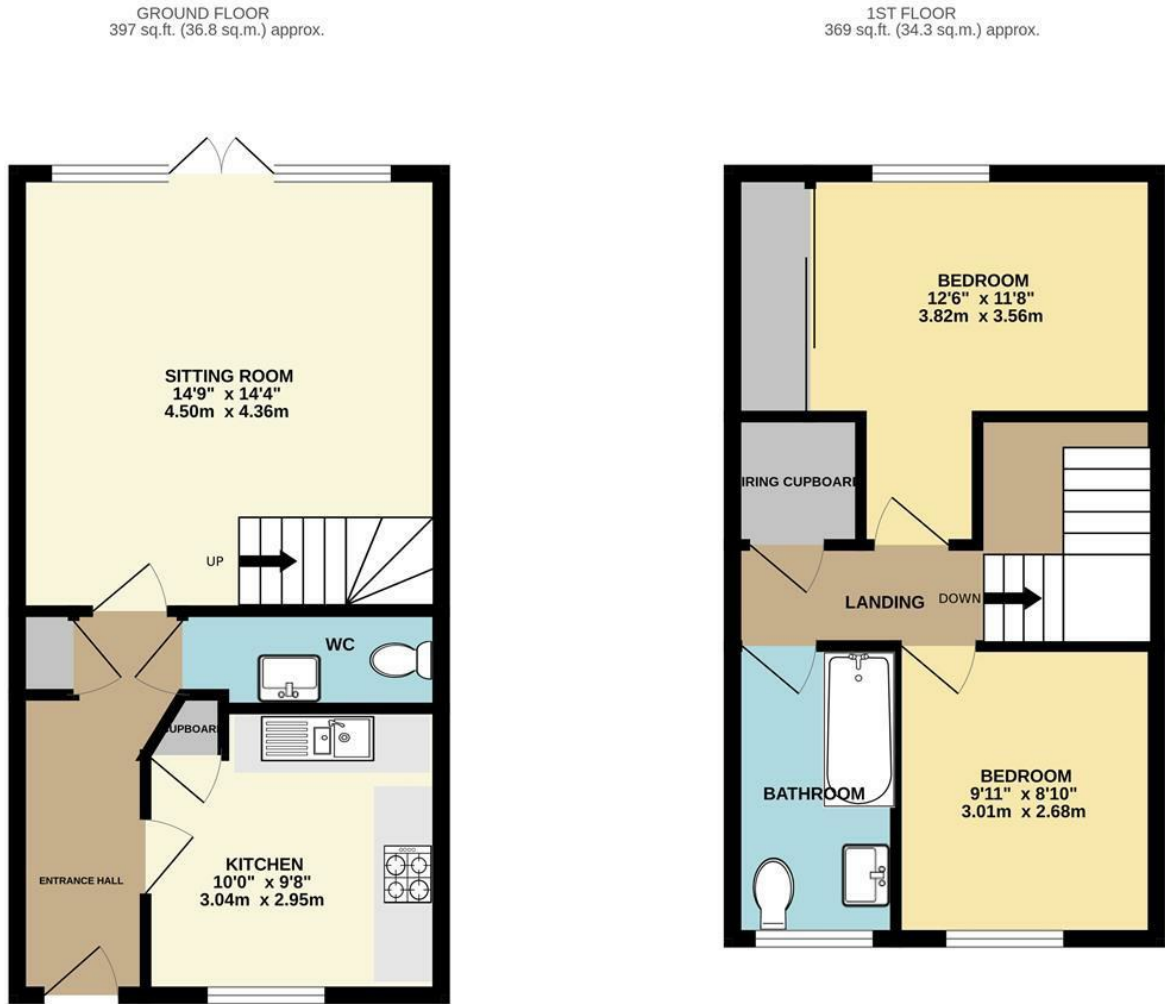 GROUND FLOOR
397 sq.ft. (36.8 sq.m.) approx.
SITTING ROOM
14'9" x 14'4"
4.50m x 4.36m
UP
WC
UPBOAR
KITCHEN
10'0" x 9'8"
3.04m x 2.95m
ENTRANCE HALL
1ST FLOOR
369 sq.ft. (34.3 sq.m.) approx.
BEDROOM
12'6" x 11'8"
3.82m x 3.56m
IRING CUPBOARD
LANDING
DOWN
BATHROOM
BEDROOM
9'11" x 8'10"
3.01m x 2.68m